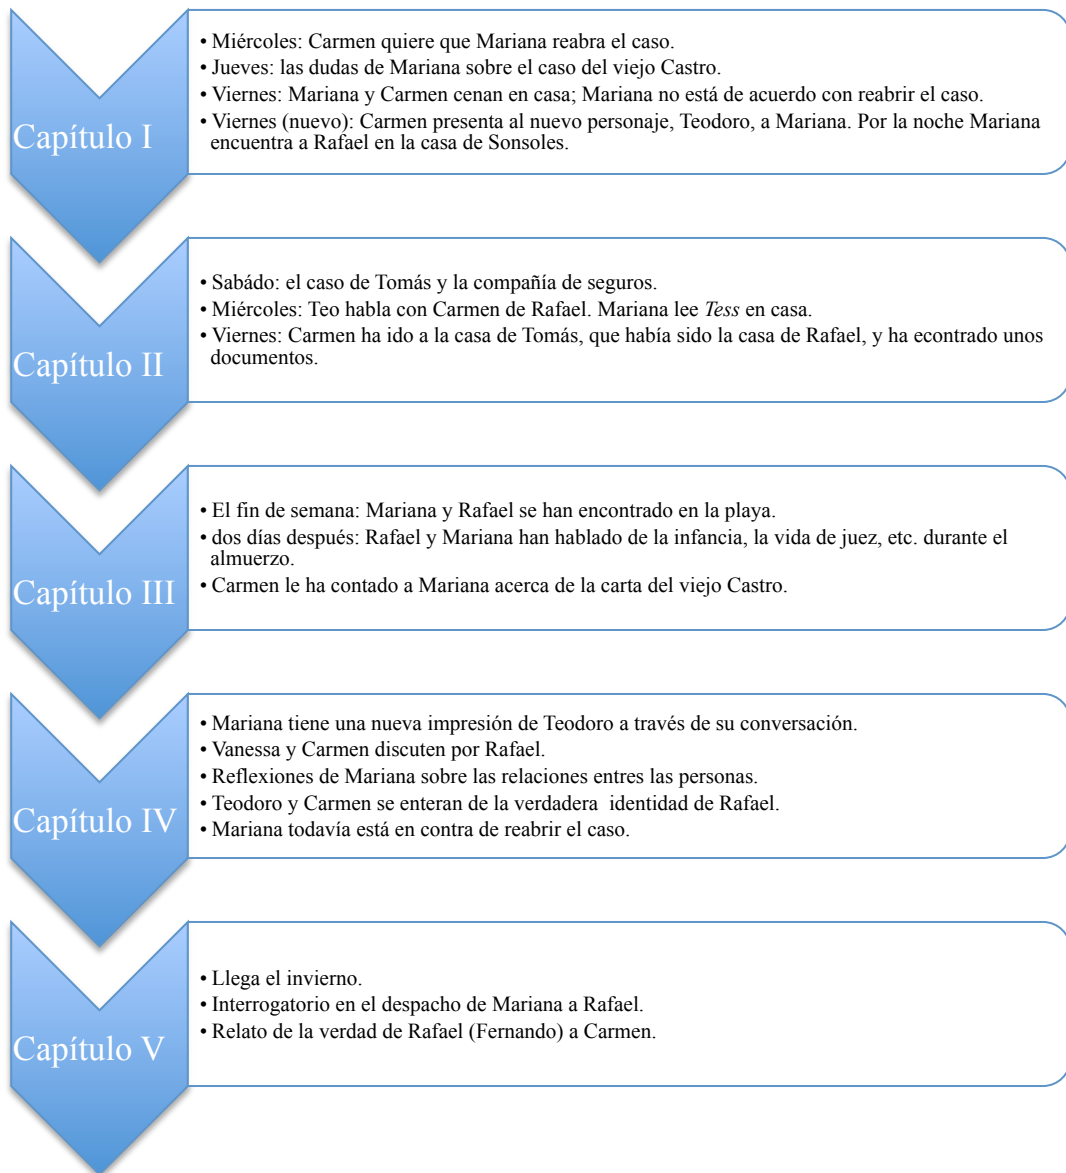 Capítulo I
• Miércoles: Carmen quiere que Mariana reabra el caso.
• Jueves: las dudas de Mariana sobre el caso del viejo Castro.
• Viernes: Mariana y Carmen cenan en casa; Mariana no está de acuerdo con reabrir el caso.
• Viernes (nuevo): Carmen presenta al nuevo personaje, Teodoro, a Mariana. Por la noche Mariana
encuentra a Rafael en la casa de Sonsoles.
Capítulo II
• Sabádo: el caso de Tomás y la compañía de seguros.
• Miércoles: Teo habla con Carmen de Rafael. Mariana lee Tess en casa.
• Viernes: Carmen ha ido a la casa de Tomás, que había sido la casa de Rafael, y ha econtrado unos
documentos.
Capítulo III
• El fin de semana: Mariana y Rafael se han encontrado en la playa.
• dos días después: Rafael y Mariana han hablado de la infancia, la vida de juez, etc. durante el
almuerzo.
• Carmen le ha contado a Mariana acerca de la carta del viejo Castro.
Capítulo IV
• Mariana tiene una nueva impresión de Teodoro a través de su conversación.
• Vanessa y Carmen discuten por Rafael.
• Reflexiones de Mariana sobre las relaciones entres las personas.
• Teodoro y Carmen se enteran de la verdadera identidad de Rafael.
• Mariana todavía está en contra de reabrir el caso.
Capítulo V
• Llega el invierno.
• Interrogatorio en el despacho de Mariana a Rafael.
• Relato de la verdad de Rafael (Fernando) a Carmen.